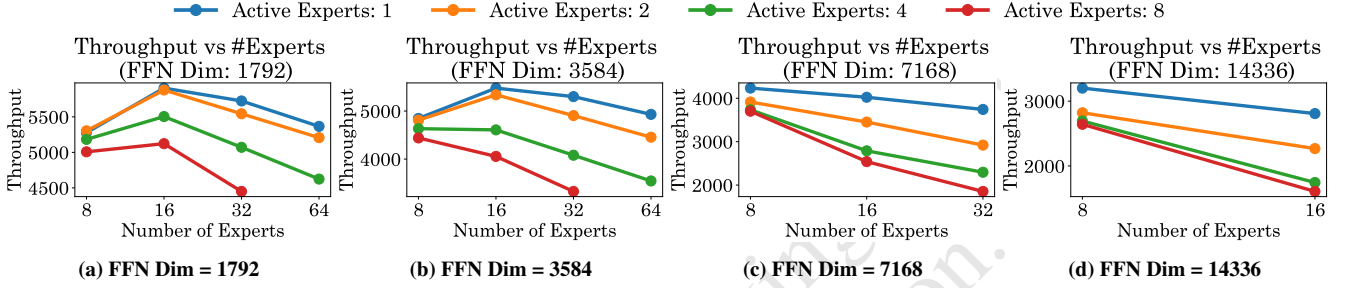 Active Experts: 1 Active Experts: 2 Active Experts: 4 Active Experts: 8
Throughput vs #Experts
(FFN Dim: 1792)
Throughput
5500
5000
4500
8 16 32 64
Number of Experts
(a) FFN Dim = 1792
Throughput vs #Experts
(FFN Dim: 3584)
Throughput
5000
4000
8 16 32 64
Number of Experts
(b) FFN Dim = 3584
Throughput vs #Experts
(FFN Dim: 7168)
Throughput
4000
3000
2000
8 16 32
Number of Experts
(c) FFN Dim = 7168
Throughput vs #Experts
(FFN Dim: 14336)
Throughput
3000
2000
8 16
Number of Experts
(d) FFN Dim = 14336